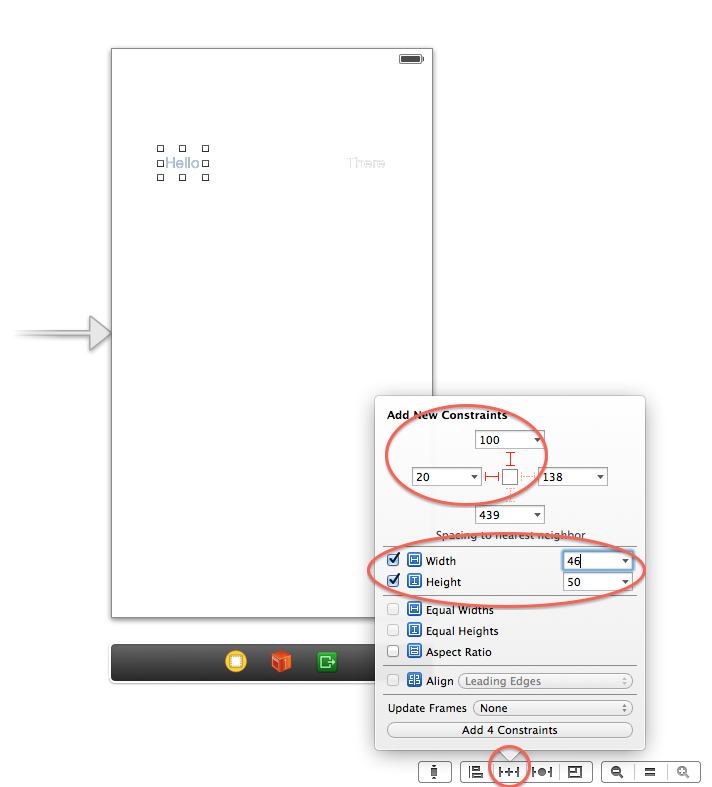 Hello There
Add New Constraints
100
20 138
439
Spacing to nearest neighbor
Width 46
Height 50
Equal Widths
Equal Heights
Aspect Ratio
Align Leading Edges
Update Frames None
Add 4 Constraints